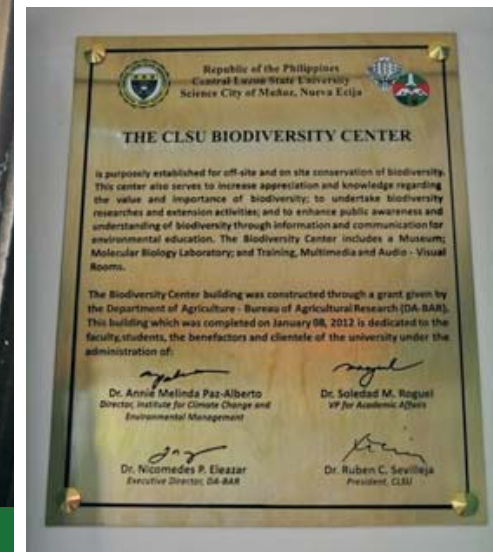 Republic of the Philippines
Central Luzon State University
Science City of Muñoz, Nueva Ecija
THE CLSU BIODIVERSITY CENTER
is purposely established for off-site and on site conservation of biodiversity.
This center also serves to increase appreciation and knowledge regarding
the value and importance of biodiversity; to undertake biodiversity
researches and extension activities; and to enhance public awareness and
understanding of biodiversity through information and communication for
environmental education. The Biodiversity Center includes a Museum;
Molecular Biology Laboratory; and Training, Multimedia and Audio - Visual
Rooms.
The Biodiversity Center building was constructed through a grant given by
the Department of Agriculture - Bureau of Agricultural Research (DA-BAR).
This building which was completed on January 08, 2012 is dedicated to the
faculty,students, the benefactors and clientele of the university under the
administration of:
Dr. Annie Melinda Paz-Alberto
Director, Institute for Climate Change and
Environmental Management
Dr. Soledad M. Roguel
VP for Academic Affairs
Dr. Nicomedes P. Eleazar
Executive Director, DA-BAR
Dr. Ruben C. Sevilleja
President, CLSU